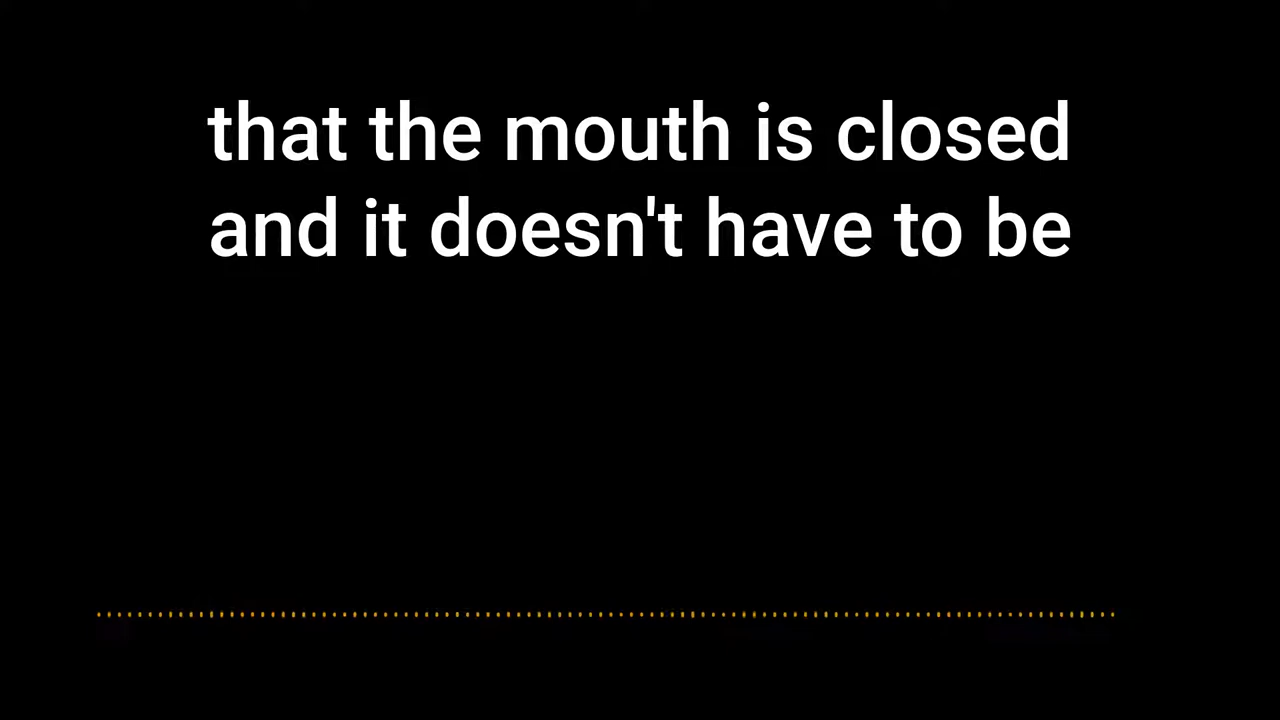 that the mouth is closed
and it doesn't have to be